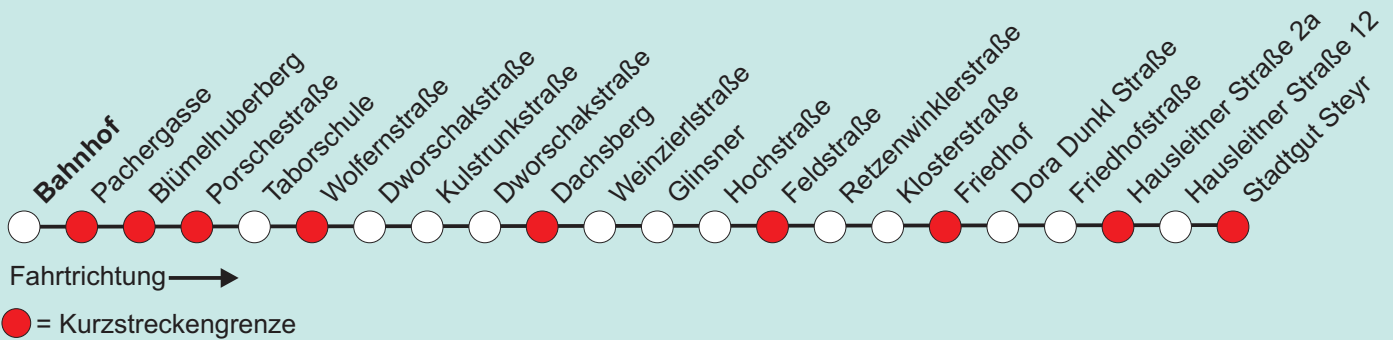 Bahnhof
Pachergasse
Blümelhuberberg
Porschestraße
Taborschule
Wolfernstraße
Dworschakstraße
Kulstrunkstraße
Dworschakstraße
Dachsberg
Weinzierlstraße
Glinsner
Hochstraße
Feldstraße
Retzenwinklerstraße
Klosterstraße
Friedhof
Dora Dunkl Straße
Friedhofstraße
Hausleitner Straße 2a
Hausleitner Straße 12
Stadtgut Steyr
Fahrtrichtung
= Kurzstreckengrenze